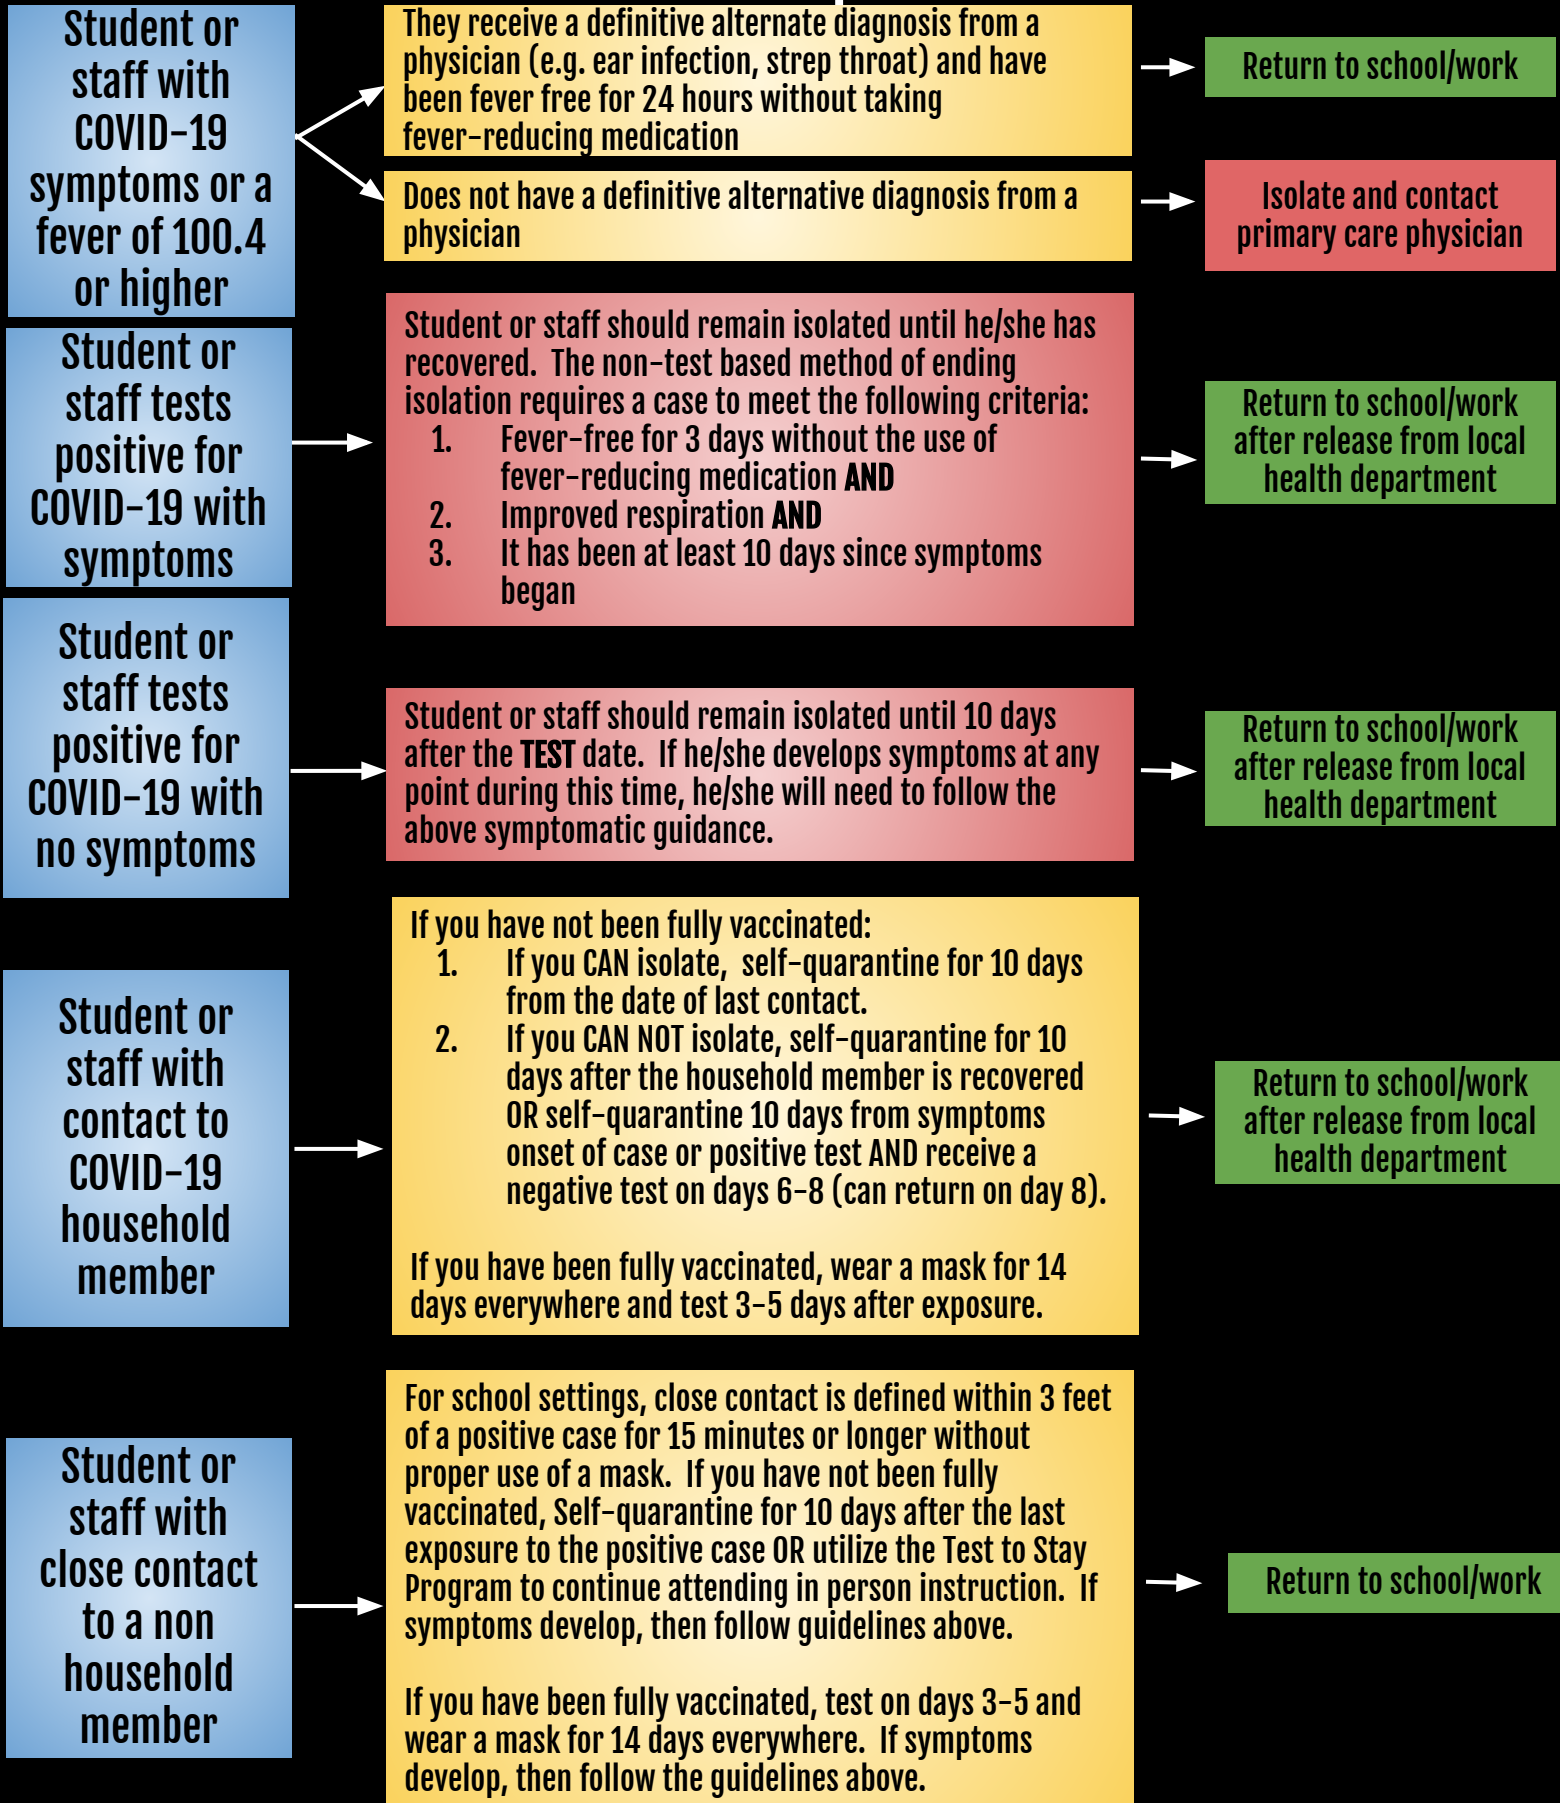 Student or
staff with
COVID-19
symptoms or a
fever of 100.4
or higher
They receive a definitive alternate diagnosis from a
physician (e.g. ear infection, strep throat) and have
been fever free for 24 hours without taking
fever-reducing medication
Return to school/work
Does not have a definitive alternative diagnosis from a
physician
Isolate and contact
primary care physician
Student or
staff tests
positive for
COVID-19 with
symptoms
Student or staff should remain isolated until he/she has
recovered. The non-test based method of ending
isolation requires a case to meet the following criteria:
1. Fever-free for 3 days without the use of
fever-reducing medication AND
2. Improved respiration AND
3. It has been at least 10 days since symptoms
began
Return to school/work
after release from local
health department
Student or
staff tests
positive for
COVID-19 with
no symptoms
Student or staff should remain isolated until 10 days
after the TEST date. If he/she develops symptoms at any
point during this time, he/she will need to follow the
above symptomatic guidance.
Return to school/work
after release from local
health department
Student or
staff with
contact to
COVID-19
household
member
If you have not been fully vaccinated:
1. If you CAN isolate, self-quarantine for 10 days
from the date of last contact.
2. If you CAN NOT isolate, self-quarantine for 10
days after the household member is recovered
OR self-quarantine 10 days from symptoms
onset of case or positive test AND receive a
negative test on days 6-8 (can return on day 8).
If you have been fully vaccinated, wear a mask for 14
days everywhere and test 3-5 days after exposure.
Return to school/work
after release from local
health department
Student or
staff with
close contact
to a non
household
member
For school settings, close contact is defined within 3 feet
of a positive case for 15 minutes or longer without
proper use of a mask. If you have not been fully
vaccinated, Self-quarantine for 10 days after the last
exposure to the positive case OR utilize the Test to Stay
Program to continue attending in person instruction. If
symptoms develop, then follow guidelines above.
If you have been fully vaccinated, test on days 3-5 and
wear a mask for 14 days everywhere. If symptoms
develop, then follow the guidelines above.
Return to school/work